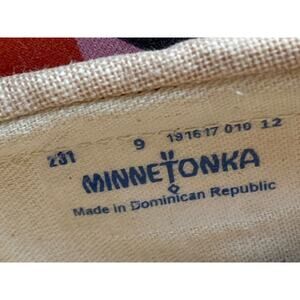 231 9 191617 010 12
MINNETONKA
Made in Dominican Republic